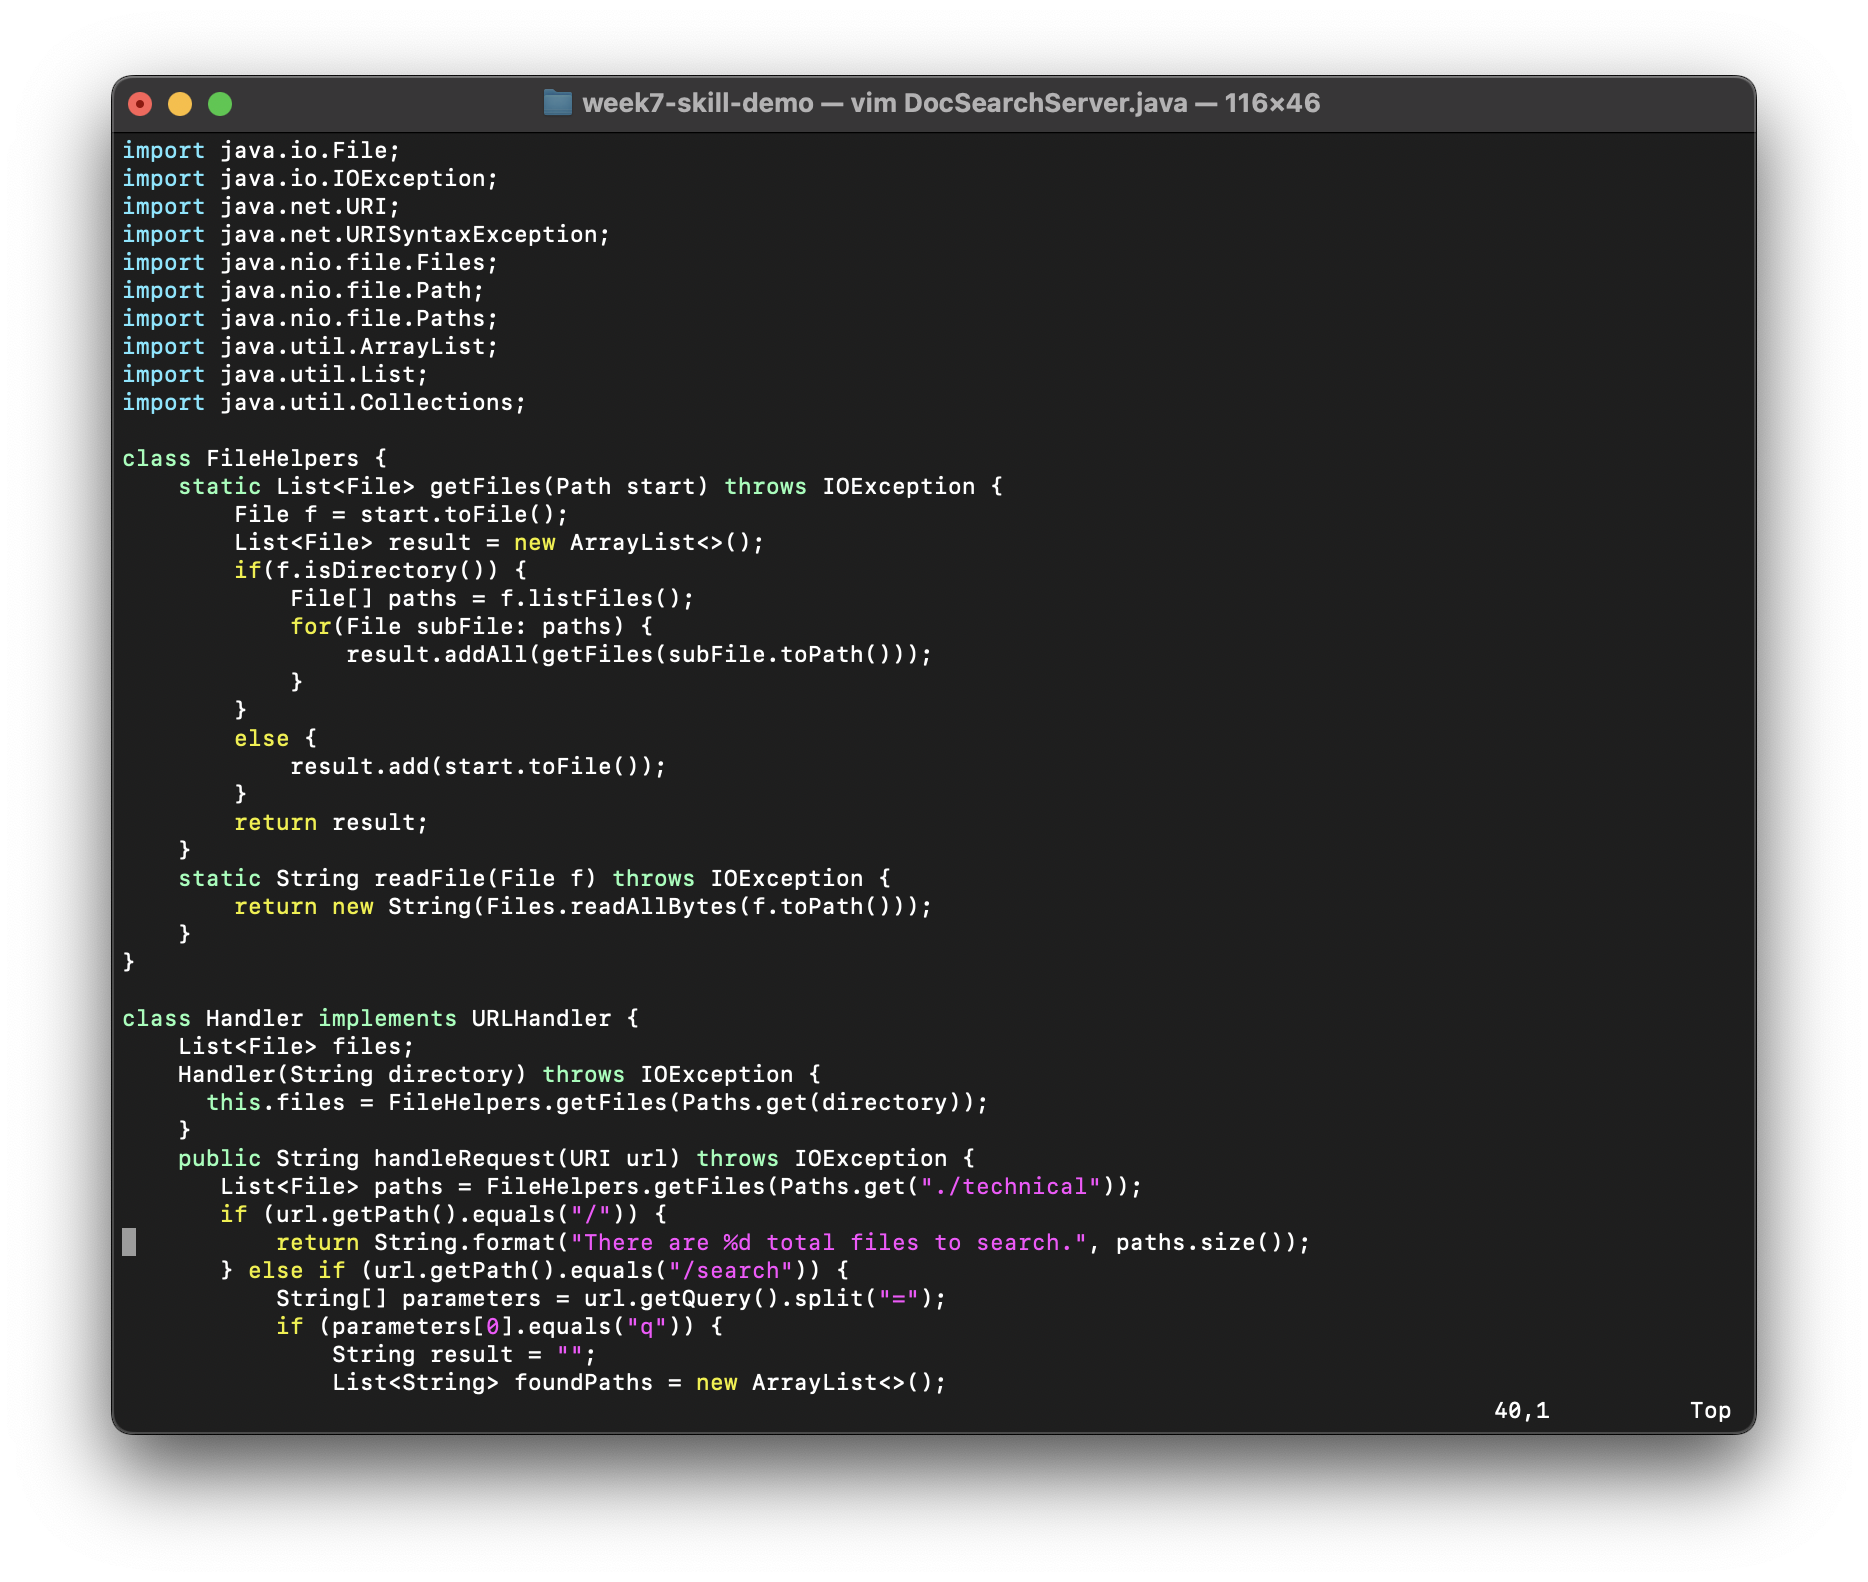 week7-skill-demo — vim DocSearchServer.java — 116×46
import java.io.File;
import java.io.IOException;
import java.net.URI;
import java.net.URISyntaxException;
import java.nio.file.Files;
import java.nio.file.Path;
import java.nio.file.Paths;
import java.util.ArrayList;
import java.util.List;
import java.util.Collections;

class FileHelpers {
    static List<File> getFiles(Path start) throws IOException {
        File f = start.toFile();
        List<File> result = new ArrayList<>();
        if(f.isDirectory()) {
            File[] paths = f.listFiles();
            for(File subFile: paths) {
                result.addAll(getFiles(subFile.toPath()));
            }
        }
        else {
            result.add(start.toFile());
        }
        return result;
    }
    static String readFile(File f) throws IOException {
        return new String(Files.readAllBytes(f.toPath()));
    }
}

class Handler implements URLHandler {
    List<File> files;
    Handler(String directory) throws IOException {
      this.files = FileHelpers.getFiles(Paths.get(directory));
    }
    public String handleRequest(URI url) throws IOException {
       List<File> paths = FileHelpers.getFiles(Paths.get("./technical"));
       if (url.getPath().equals("/")) {
           return String.format("There are %d total files to search.", paths.size());
       } else if (url.getPath().equals("/search")) {
           String[] parameters = url.getQuery().split("=");
           if (parameters[0].equals("q")) {
               String result = "";
               List<String> foundPaths = new ArrayList<>();
40,1          Top